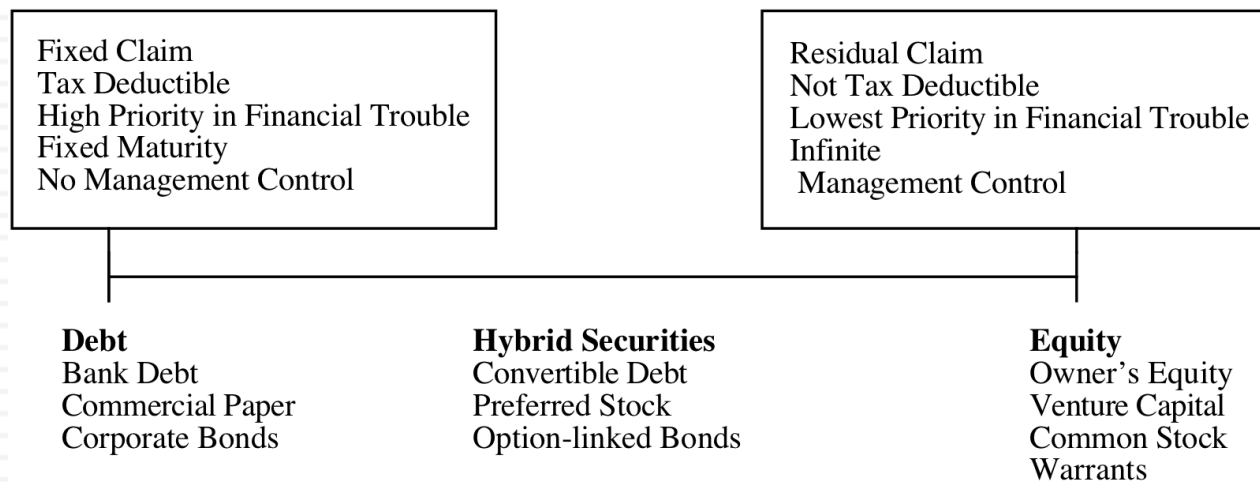 Fixed Claim
Tax Deductible
High Priority in Financial Trouble
Fixed Maturity
No Management Control
Residual Claim
Not Tax Deductible
Lowest Priority in Financial Trouble
Infinite
Management Control
Debt
Bank Debt
Commercial Paper
Corporate Bonds
Hybrid Securities
Convertible Debt
Preferred Stock
Option-linked Bonds
Equity
Owner’s Equity
Venture Capital
Common Stock
Warrants